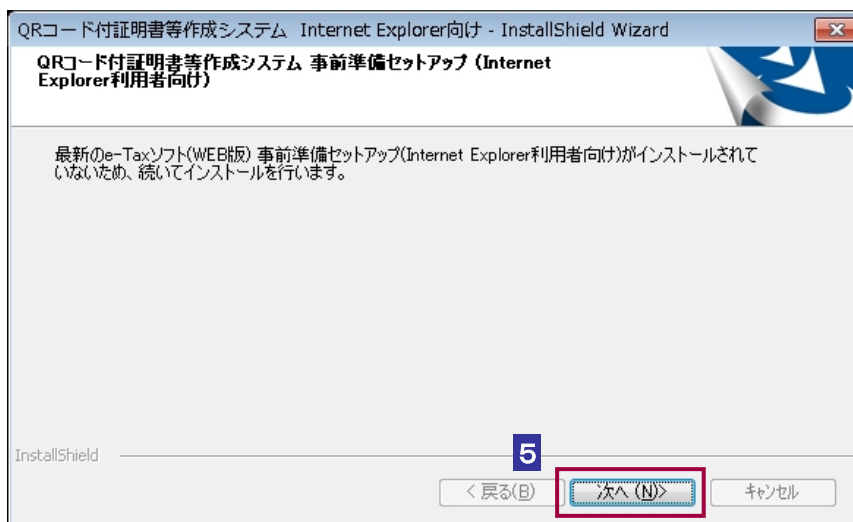 QRコード付証明書等作成システム Internet Explorer向け - InstallShield Wizard
QRコード付証明書等作成システム 事前準備セットアップ (Internet
Explorer利用者向け)
最新のe-Taxソフト(WEB版) 事前準備セットアップ(Internet Explorer利用者向け)がインストールされて
いないため、続いてインストールを行います。
InstallShield
5
< 戻る(B)
次へ (N)>
キャンセル